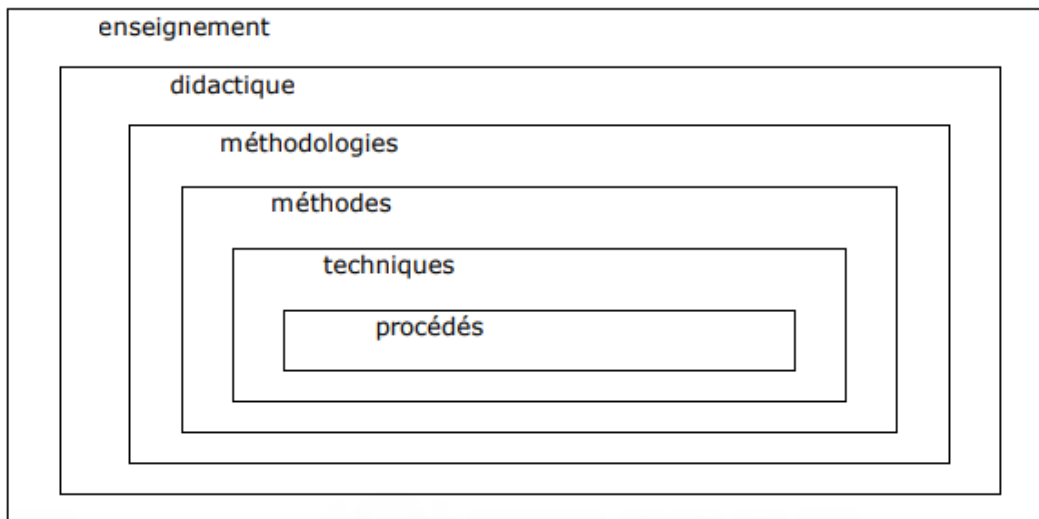 enseignement
didactique
méthodologies
méthodes
techniques
procédés